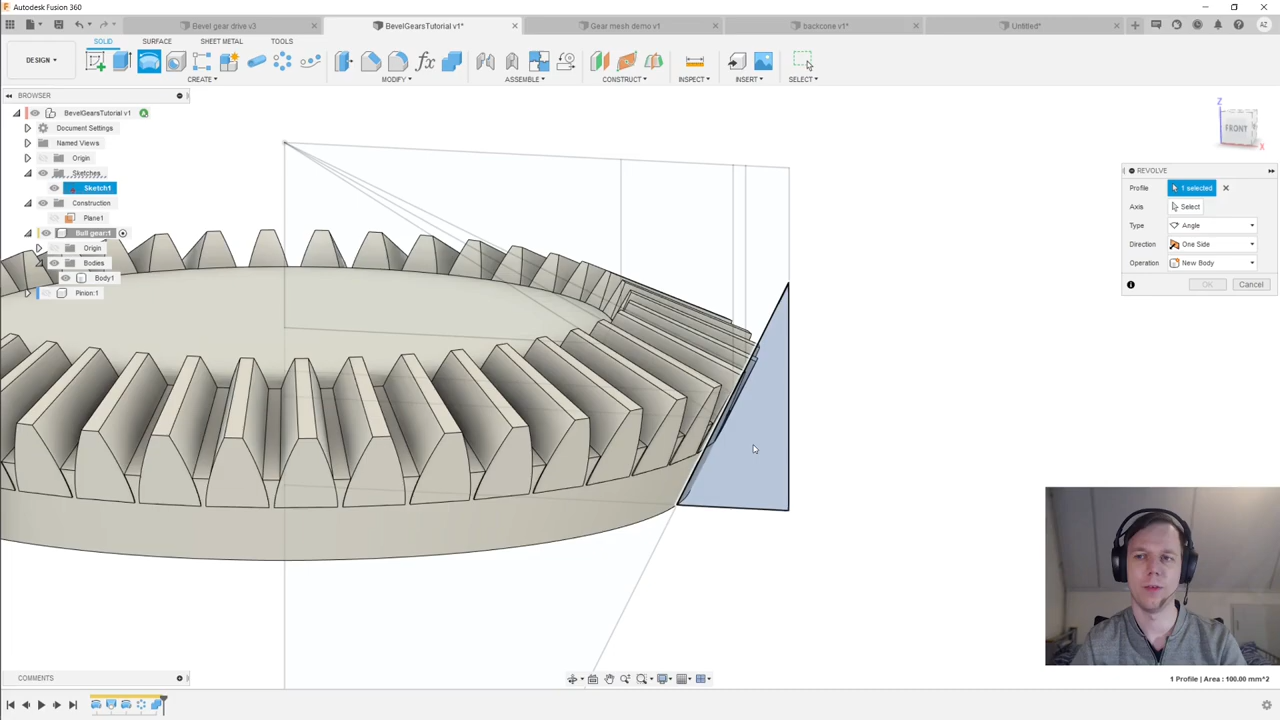 Autodesk Fusion 360
Bevel gear drive v3
BevelGearsTutorial v1*
Gear mesh demo v1
backcone v1*
Untitled*
AZ
SOLID
SURFACE
SHEET METAL
TOOLS
DESIGN
CREATE
MODIFY
ASSEMBLE
CONSTRUCT
INSPECT
INSERT
SELECT
BROWSER
BevelGearsTutorial v1
Document Settings
Named Views
Origin
Sketches
Sketch1
Construction
Plane1
Bull gear:1
Origin
Bodies
Body1
Pinion:1
Z
FRONT
X
REVOLVE
Profile 1 selected
Axis Select
Type Angle
Direction One Side
Operation New Body
OK Cancel
COMMENTS
1 Profile | Area : 100.00 mm^2